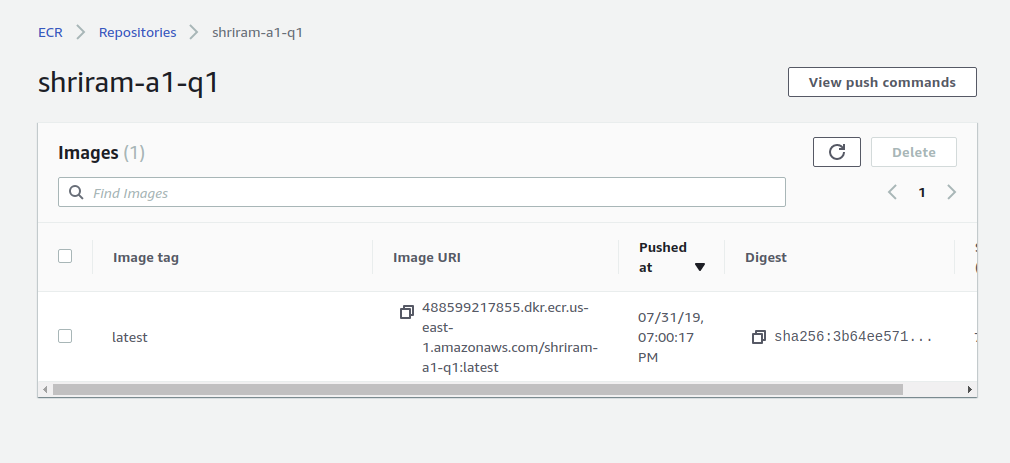 ECR Repositories shriram-a1-q1
shriram-a1-q1
View push commands
Images (1)
Delete
Find Images
1
Image tag
Image URI
Pushed
at
Digest
latest
488599217855.dkr.ecr.us-
east-
1.amazonaws.com/shriram-
a1-q1:latest
07/31/19,
07:00:17
PM
sha256:3b64ee571...